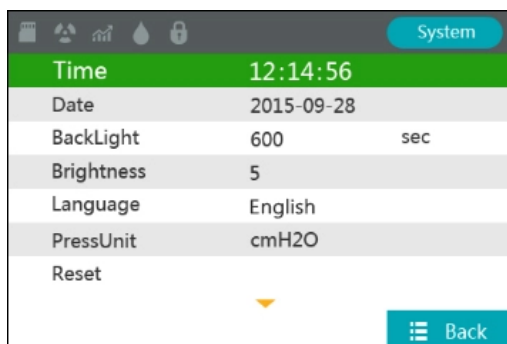 System
Time 12:14:56
Date 2015-09-28
BackLight 600 sec
Brightness 5
Language English
PressUnit cmH2O
Reset
Back